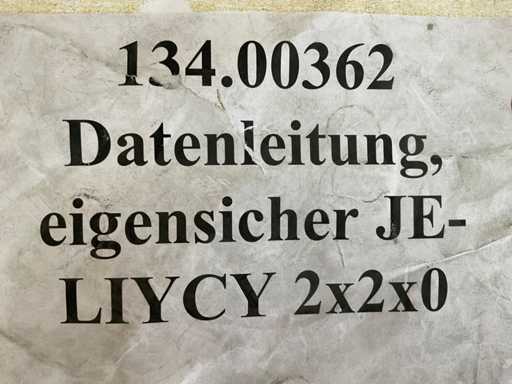 134.00362
Datenleitung,
eigensicher JE-
LIYCY 2x2x0